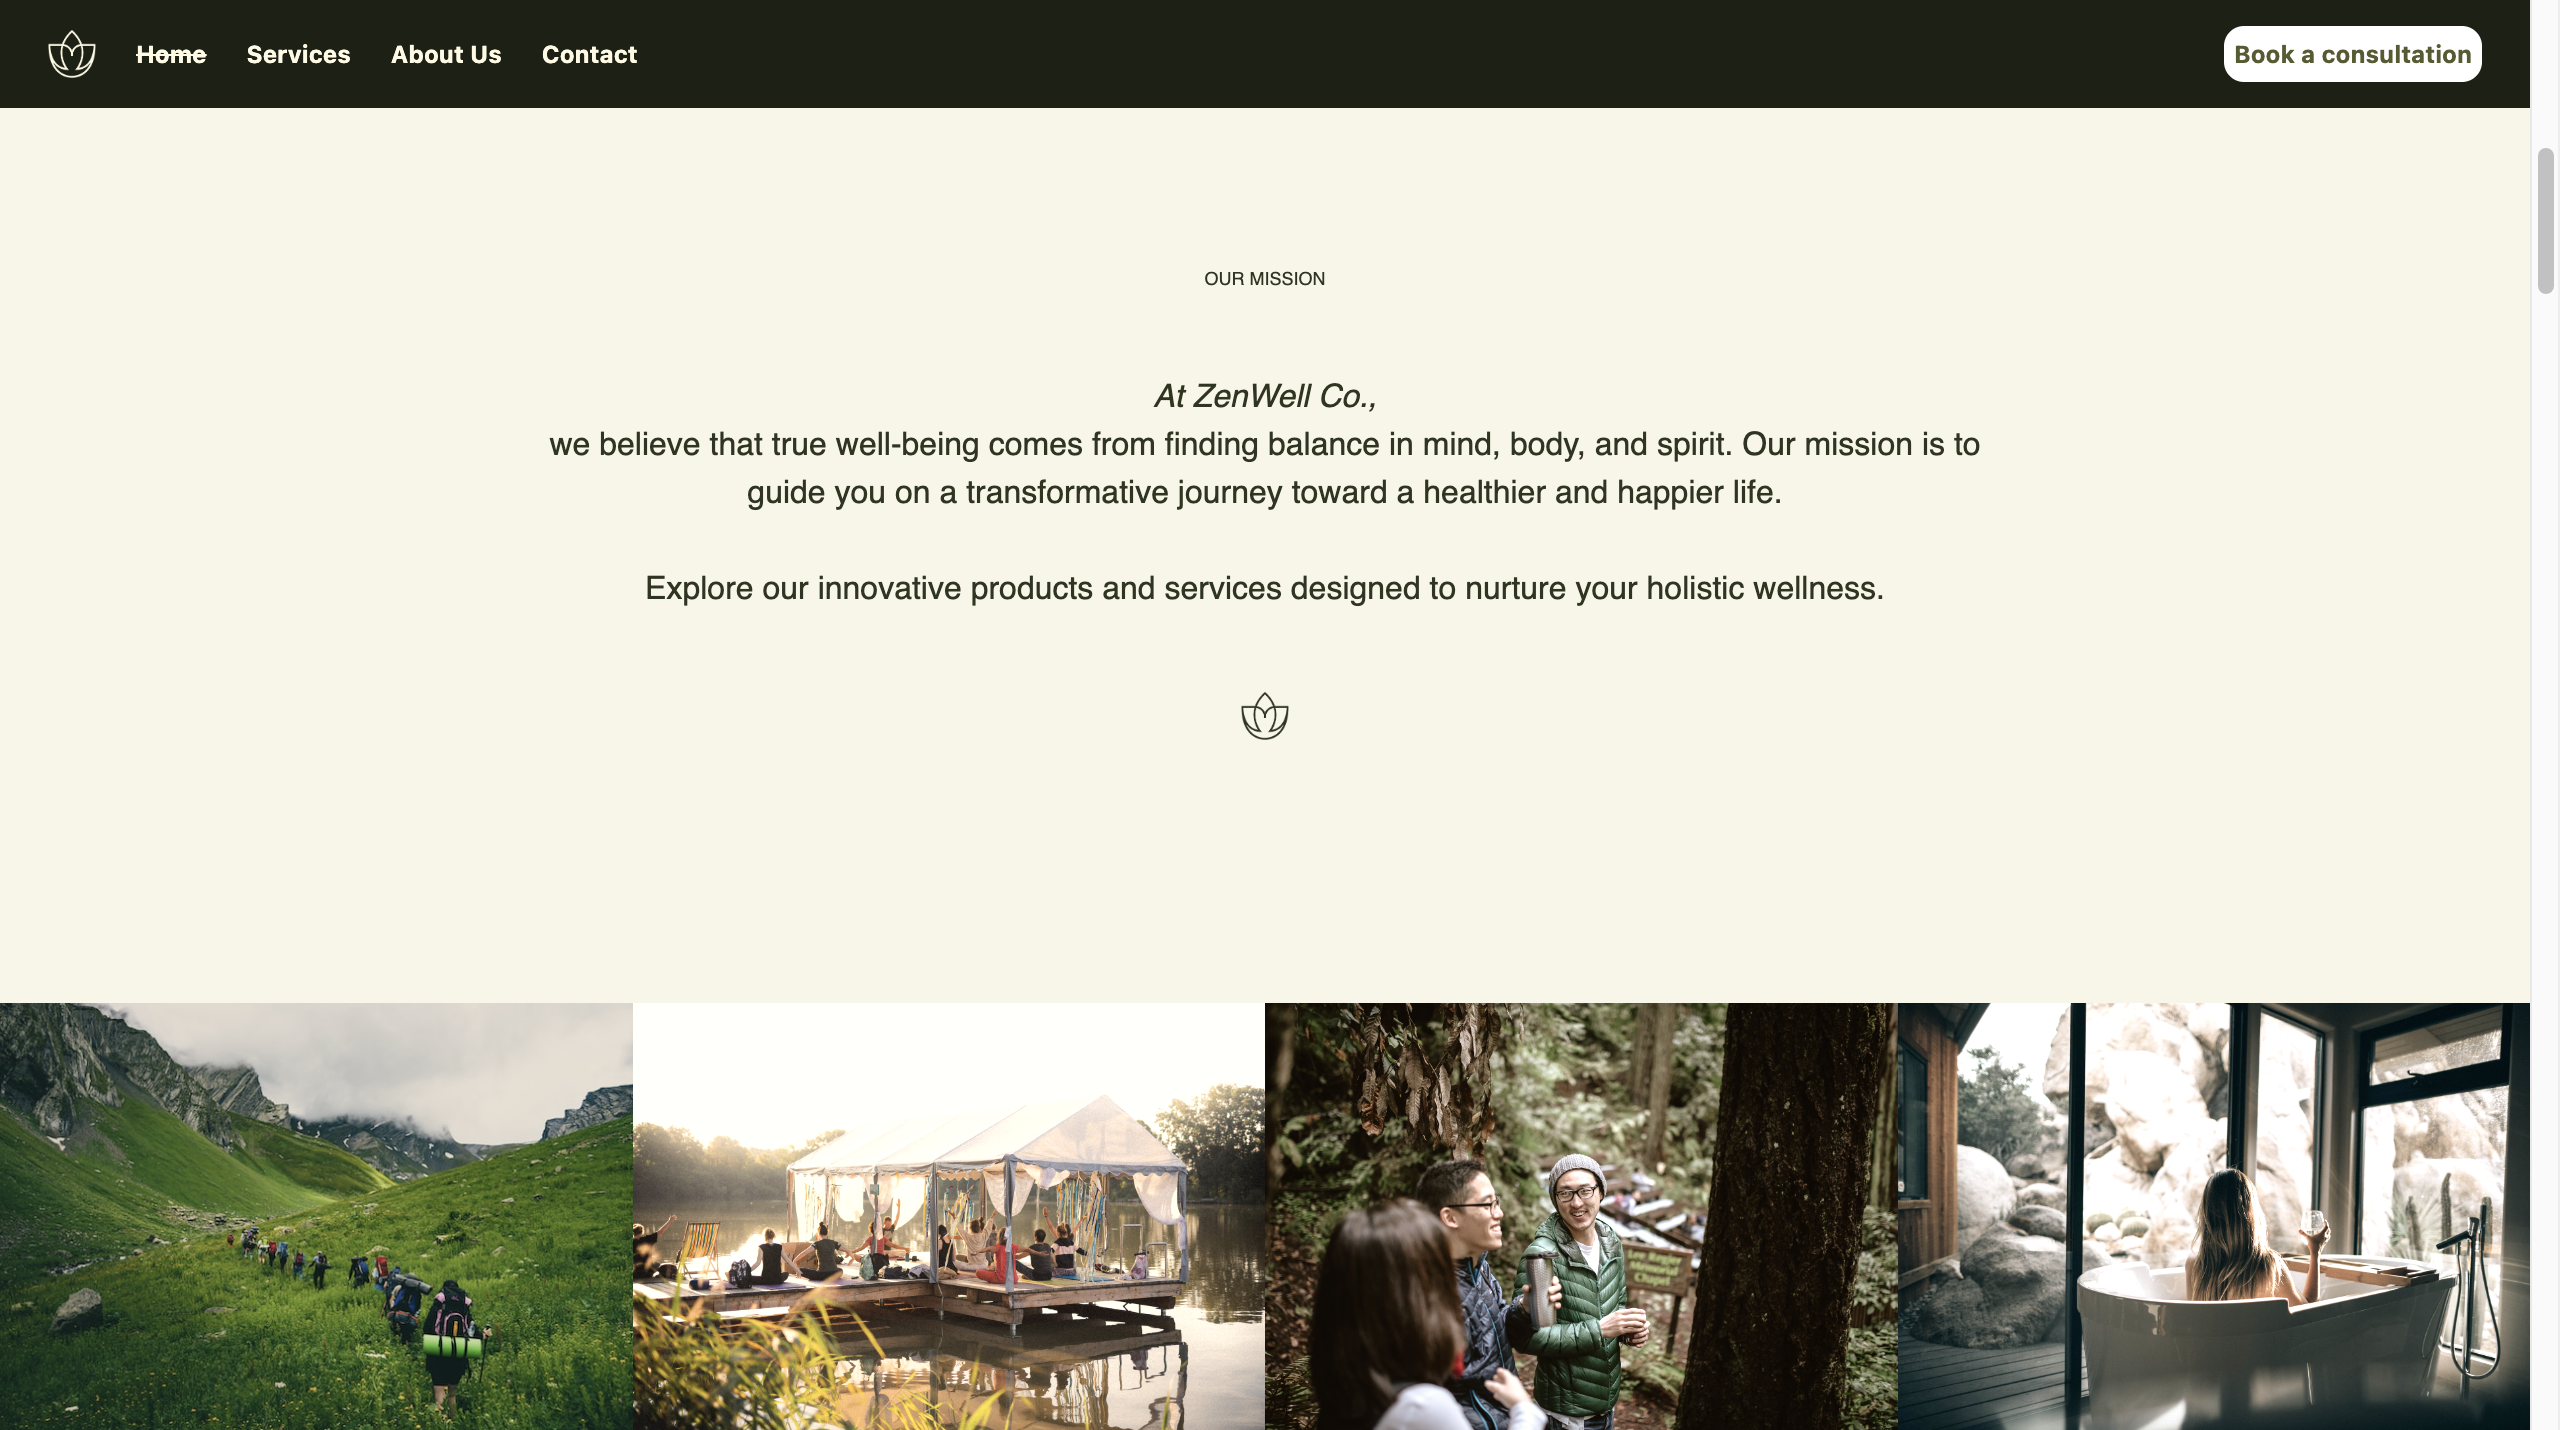 Home
Services
About Us
Contact
Book a consultation
OUR MISSION
At ZenWell Co.,
we believe that true well-being comes from finding balance in mind, body, and spirit. Our mission is to
guide you on a transformative journey toward a healthier and happier life.
Explore our innovative products and services designed to nurture your holistic wellness.